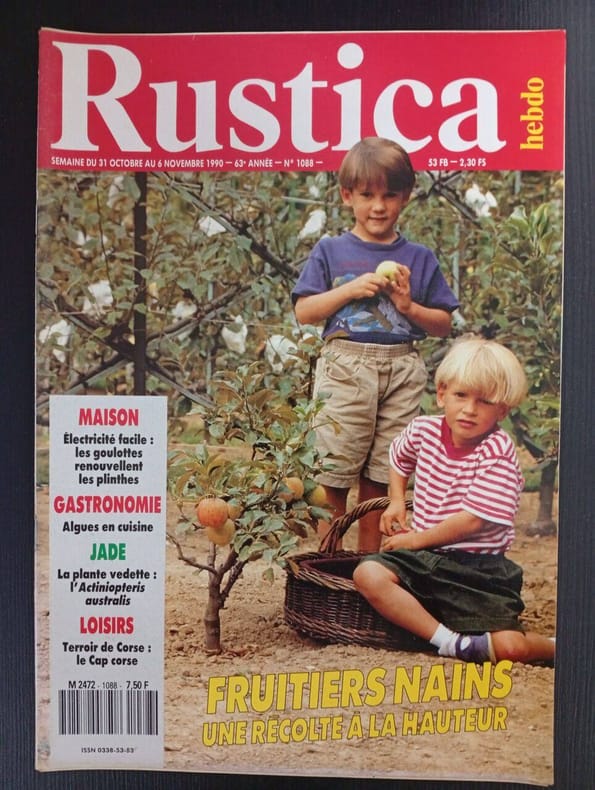 Rustica
hebdo
SEMAINE DU 31 OCTOBRE AU 6 NOVEMBRE 1990 — 63e ANNÉE — N° 1088 —
53 FB — 2,30 FS
MAISON
Électricité facile :
les goulottes
renouvellent
les plinthes
GASTRONOMIE
Algues en cuisine
JADE
La plante vedette :
l'Actiniopteris
australis
LOISIRS
Terroir de Corse :
le Cap corse
M 2472 - 1088 - 7,50 F
ISSN 0338-53-83
FRUITIERS NAINS
UNE RÉCOLTE À LA HAUTEUR